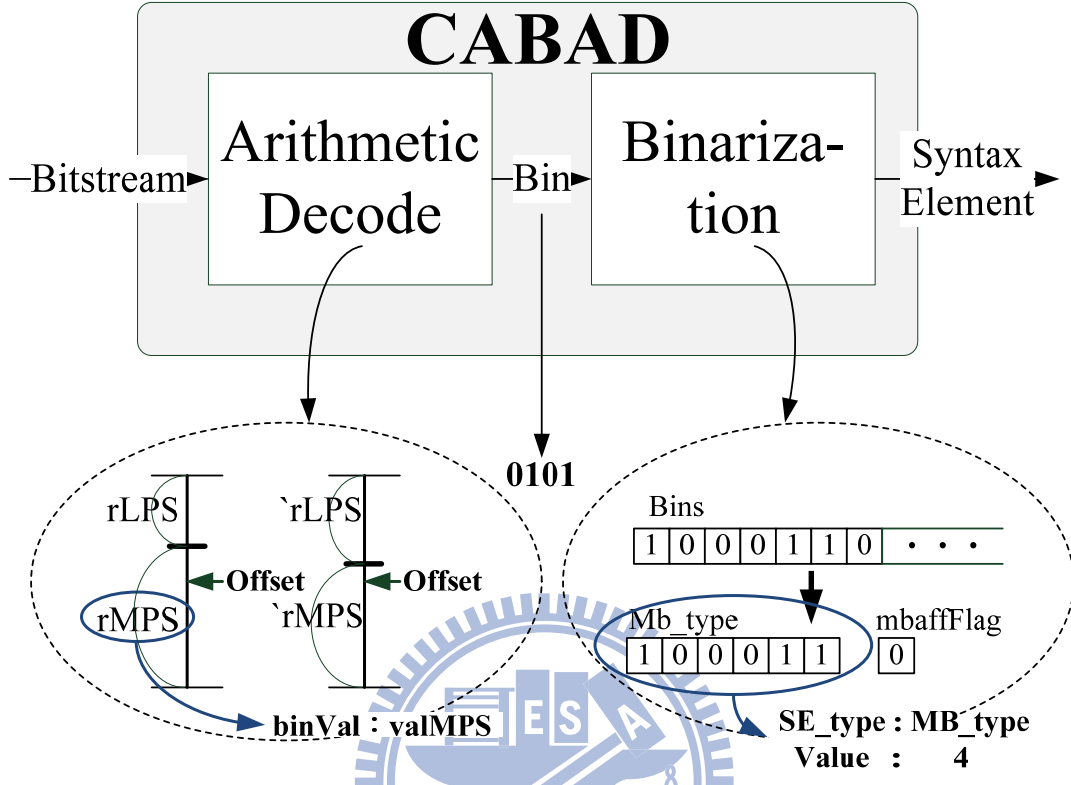 CABAD
Arithmetic
Decode
Binariza-
tion
Bitstream
Bin
Syntax
Element
0101
rLPS
`rLPS
Offset
Offset
rMPS
`rMPS
binVal : valMPS
Bins
1 0 0 0 1 1 0 · · ·
Mb_type
mbaffFlag
1 0 0 0 1 1
0
SE_type : MB_type
Value : 4
E S A
8